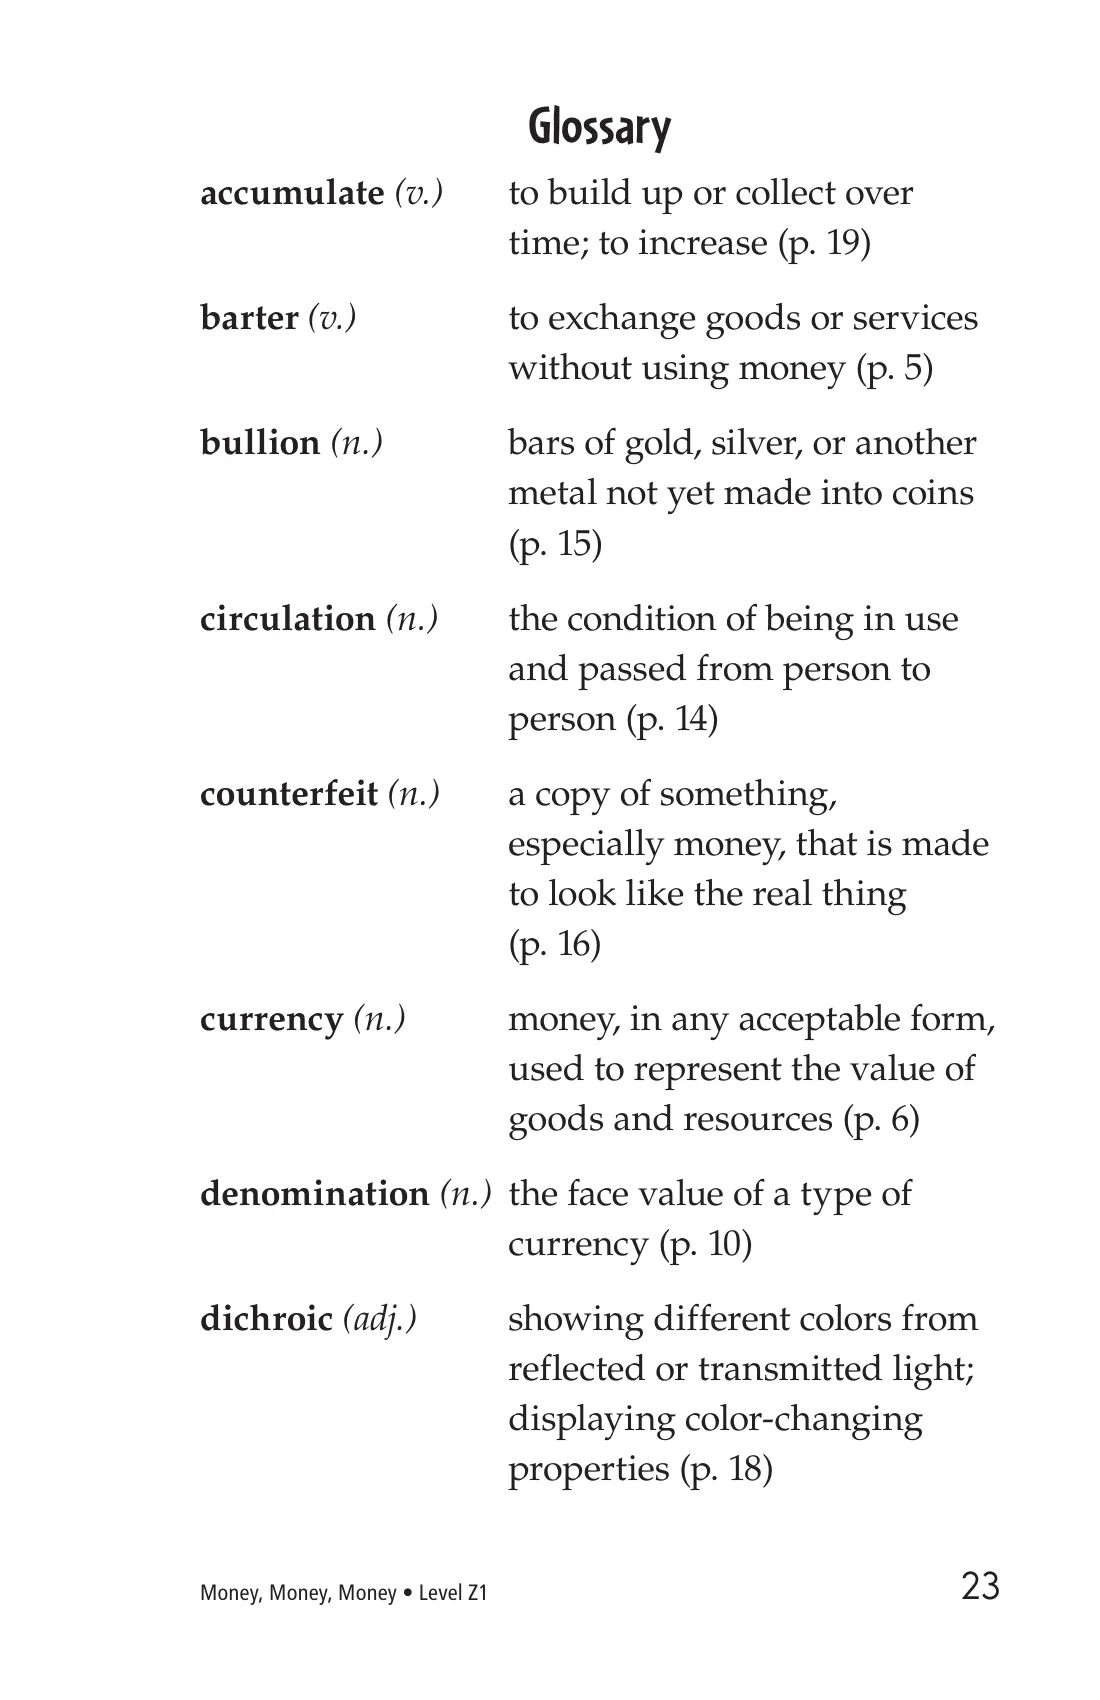 Glossary
accumulate (v.) to build up or collect over
time; to increase (p. 19)
barter (v.) to exchange goods or services
without using money (p. 5)
bullion (n.) bars of gold, silver, or another
metal not yet made into coins
(p. 15)
circulation (n.) the condition of being in use
and passed from person to
person (p. 14)
counterfeit (n.) a copy of something,
especially money, that is made
to look like the real thing
(p. 16)
currency (n.) money, in any acceptable form,
used to represent the value of
goods and resources (p. 6)
denomination (n.) the face value of a type of
currency (p. 10)
dichroic (adj.) showing different colors from
reflected or transmitted light;
displaying color-changing
properties (p. 18)
Money, Money, Money • Level Z1 23